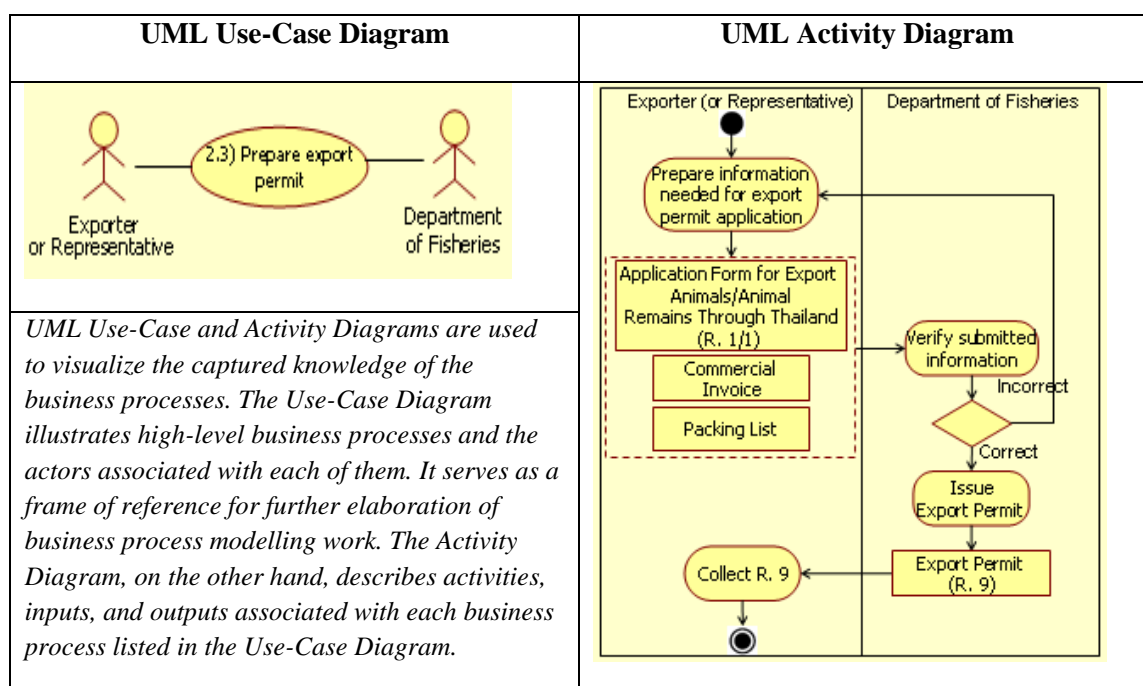 UML Use-Case Diagram
UML Activity Diagram
2.3) Prepare export
permit
Exporter
or Representative
Department
of Fisheries
UML Use-Case and Activity Diagrams are used
to visualize the captured knowledge of the
business processes. The Use-Case Diagram
illustrates high-level business processes and the
actors associated with each of them. It serves as a
frame of reference for further elaboration of
business process modelling work. The Activity
Diagram, on the other hand, describes activities,
inputs, and outputs associated with each business
process listed in the Use-Case Diagram.
Exporter (or Representative)
Department of Fisheries
Prepare information
needed for export
permit application
Application Form for Export
Animals/Animal
Remains Through Thailand
(R. 1/1)
Commercial
Invoice
Packing List
Verify submitted
information
Incorrect
Correct
Issue
Export Permit
Export Permit
(R. 9)
Collect R. 9